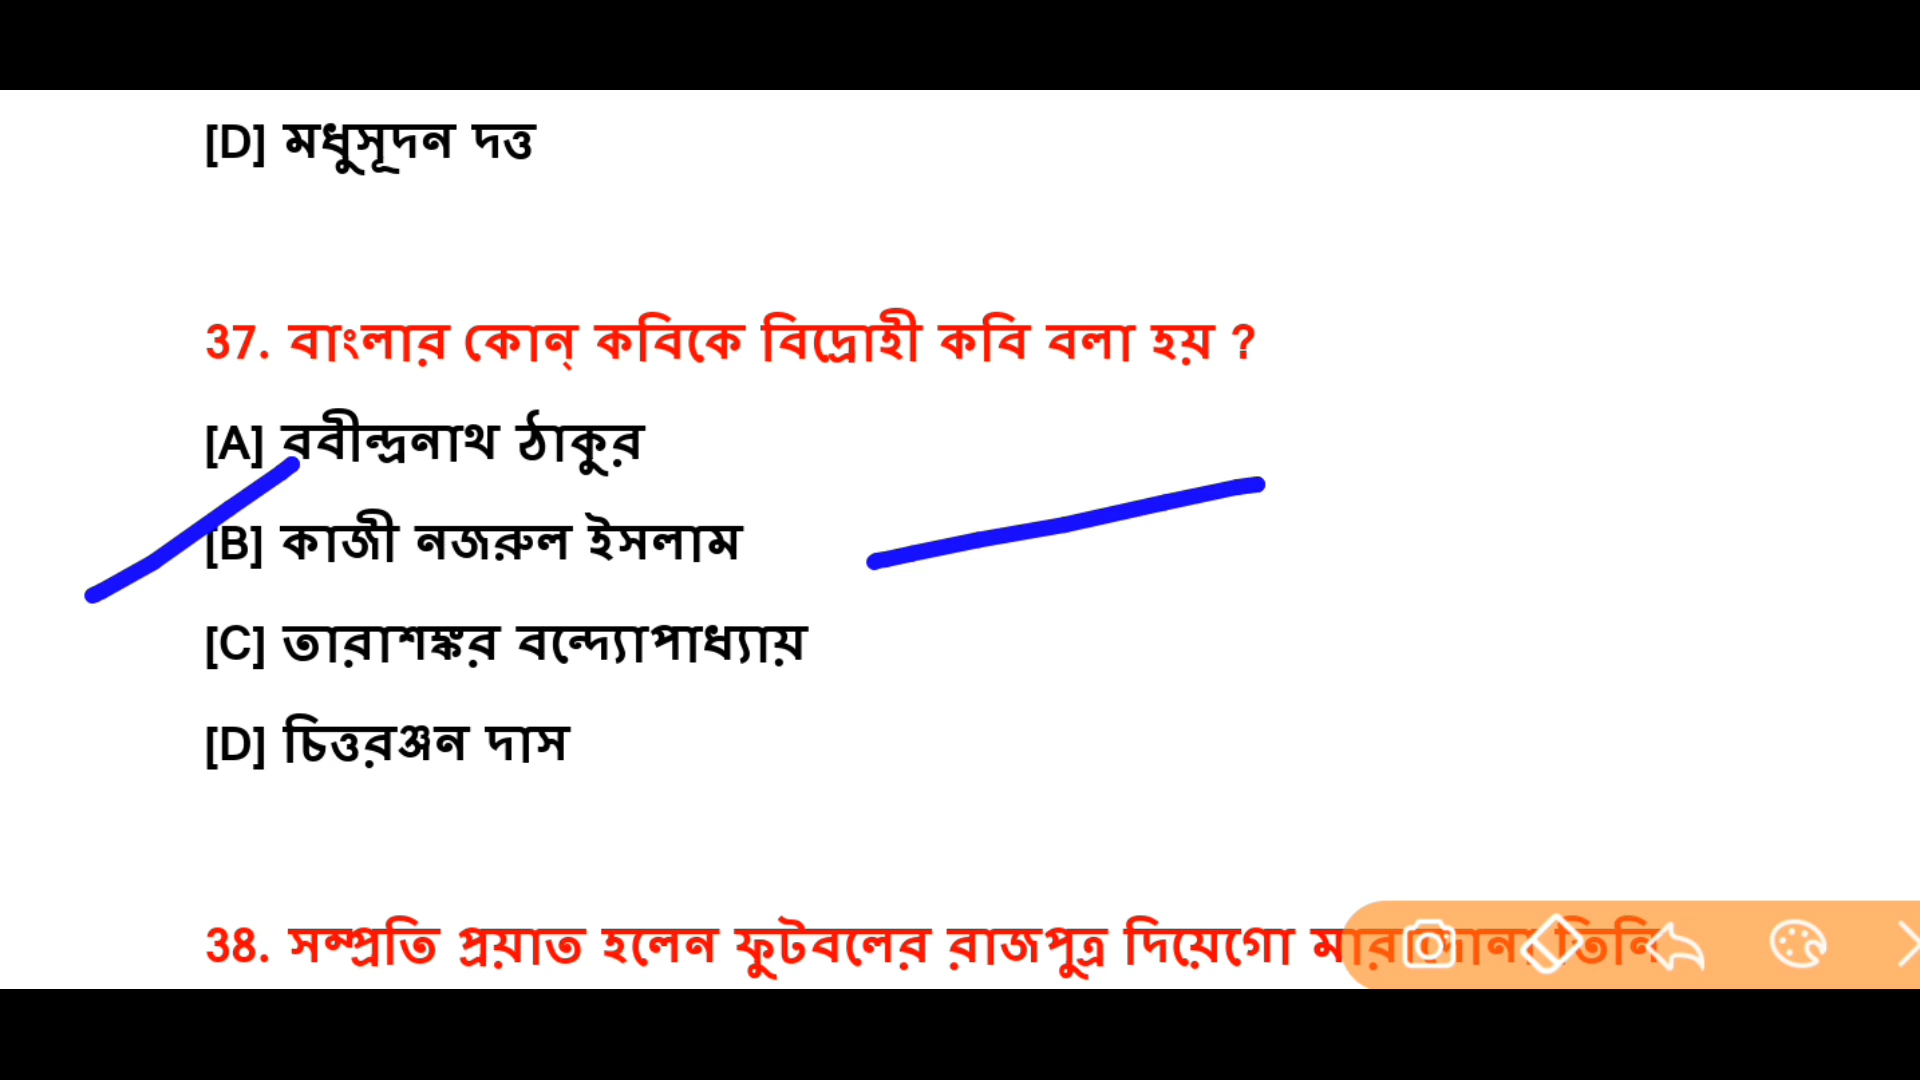 [D] মধুসূদন দত্ত
37. বাংলার কোন্ কবিকে বিদ্রোহী কবি বলা হয় ?
[A] রবীন্দ্রনাথ ঠাকুর
[B] কাজী নজরুল ইসলাম
[C] তারাশঙ্কর বন্দ্যোপাধ্যায়
[D] চিত্তরঞ্জন দাস
38. সম্প্রতি প্রয়াত হলেন ফুটবলের রাজপুত্র দিয়েগো মারাদোনা তিনি